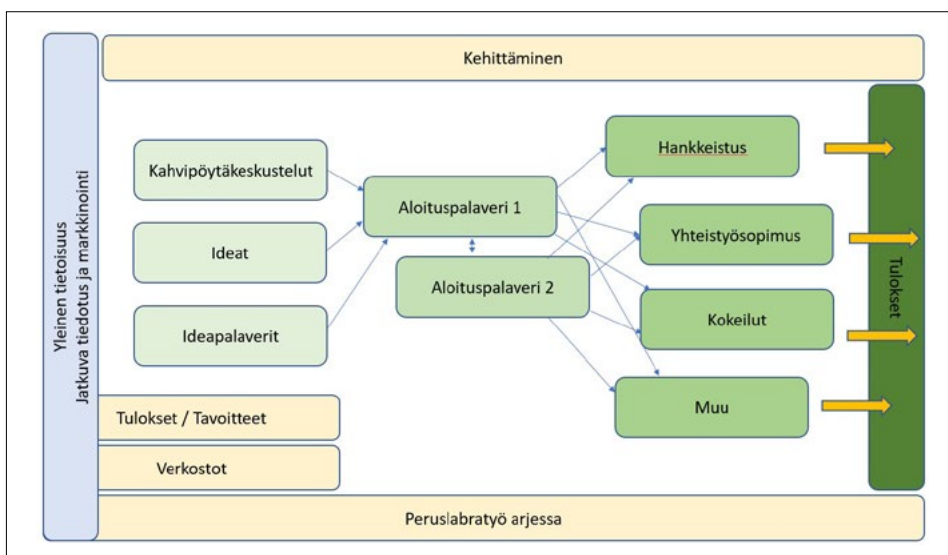 Yleinen tietoisuus
Jatkuva tiedotus ja markkinointi
Kehittäminen
Kahvipöytäkeskustelut
Ideat
Ideapalaverit
Aloituspalaveri 1
Aloituspalaveri 2
Hankkeistus
Yhteistyösopimus
Kokeilut
Muu
Tulokset
Tulokset / Tavoitteet
Verkostot
Peruslabratyö arjessa